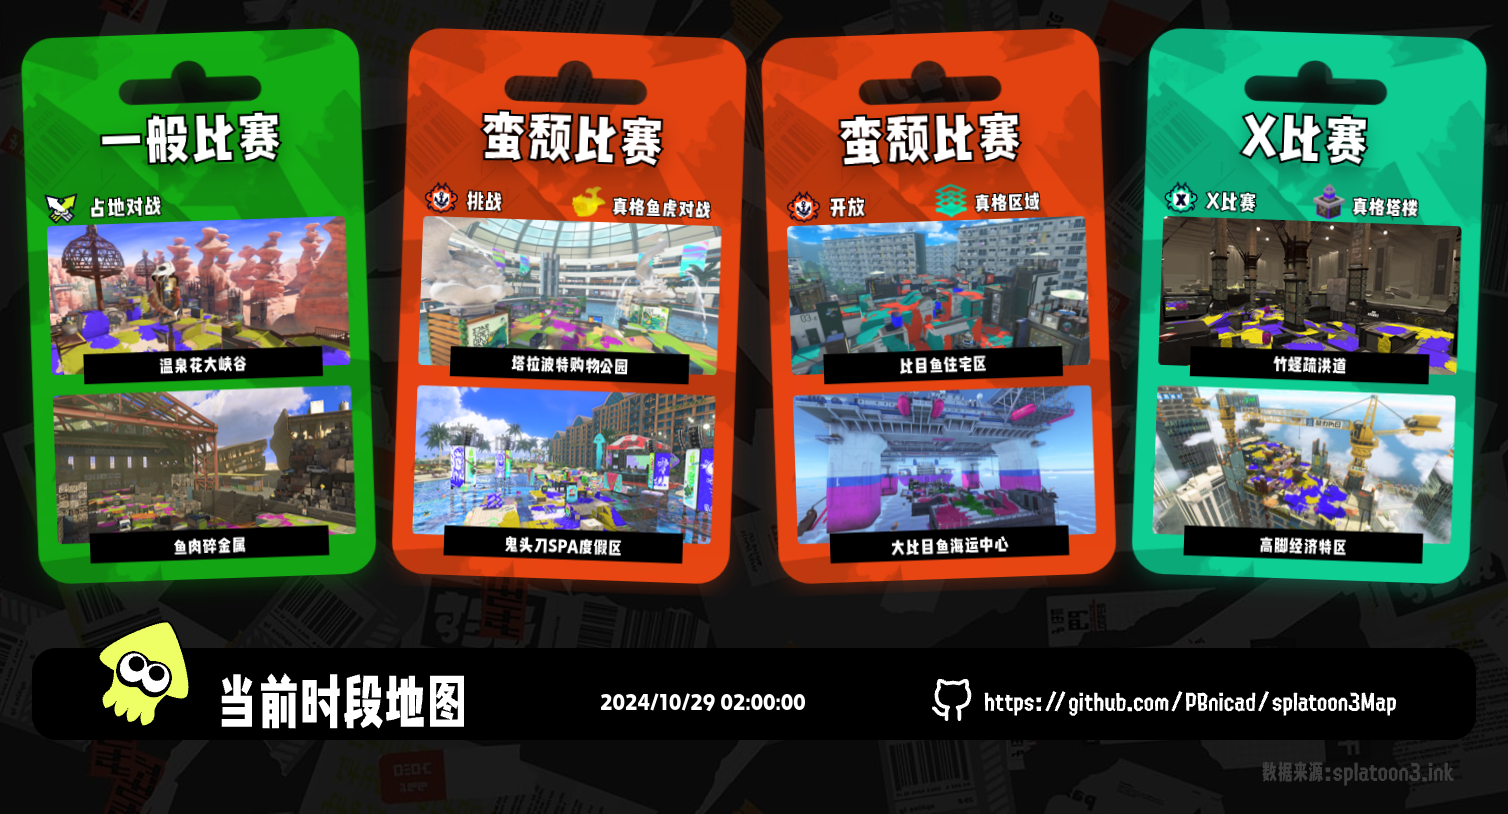 一般比赛
占地对战
温泉花大峡谷
鱼肉碎金属
蛮颓比赛
挑战
真格鱼虎对战
塔拉波特购物公园
鬼头刀SPA度假区
蛮颓比赛
开放
真格区域
比目鱼住宅区
大比目鱼海运中心
X比赛
X比赛
真格塔楼
竹蛏疏洪道
高脚经济特区
当前时段地图
2024/10/29 02:00:00
https://github.com/PBnicad/splatoon3Map
数据来源:splatoon3.ink